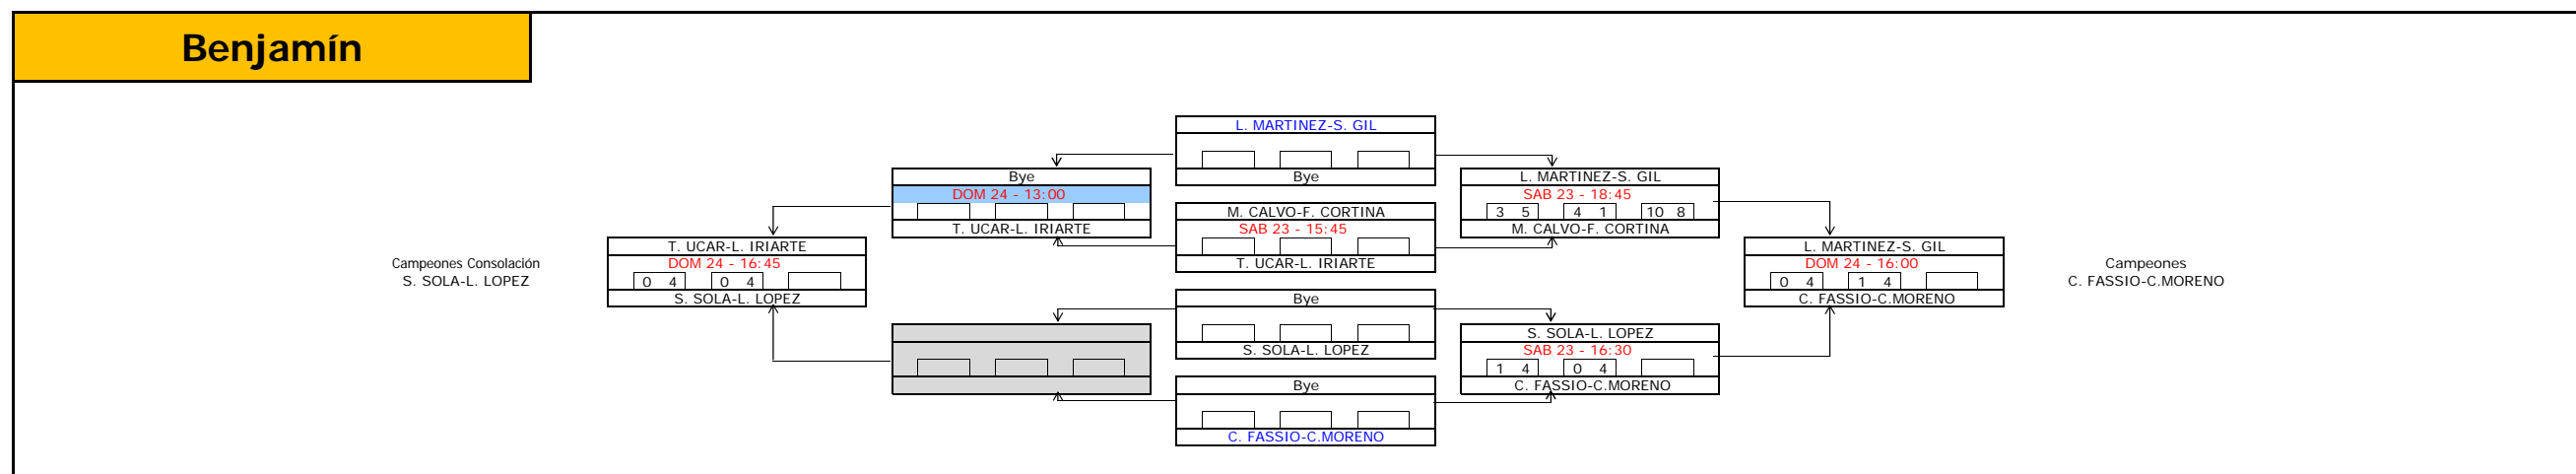 Benjamín
L. MARTINEZ-S. GIL
Bye
Bye
DOM 24 - 13:00
T. UCAR-L. IRIARTE
M. CALVO-F. CORTINA
SAB 23 - 15:45
T. UCAR-L. IRIARTE
L. MARTINEZ-S. GIL
SAB 23 - 18:45
3 5 4 1 10 8
M. CALVO-F. CORTINA
Campeones Consolación
S. SOLA-L. LOPEZ
T. UCAR-L. IRIARTE
DOM 24 - 16:45
0 4 0 4
S. SOLA-L. LOPEZ
L. MARTINEZ-S. GIL
DOM 24 - 16:00
0 4 1 4
C. FASSIO-C.MORENO
Campeones
C. FASSIO-C.MORENO
Bye
S. SOLA-L. LOPEZ
S. SOLA-L. LOPEZ
SAB 23 - 16:30
1 4 0 4
C. FASSIO-C.MORENO
Bye
C. FASSIO-C.MORENO